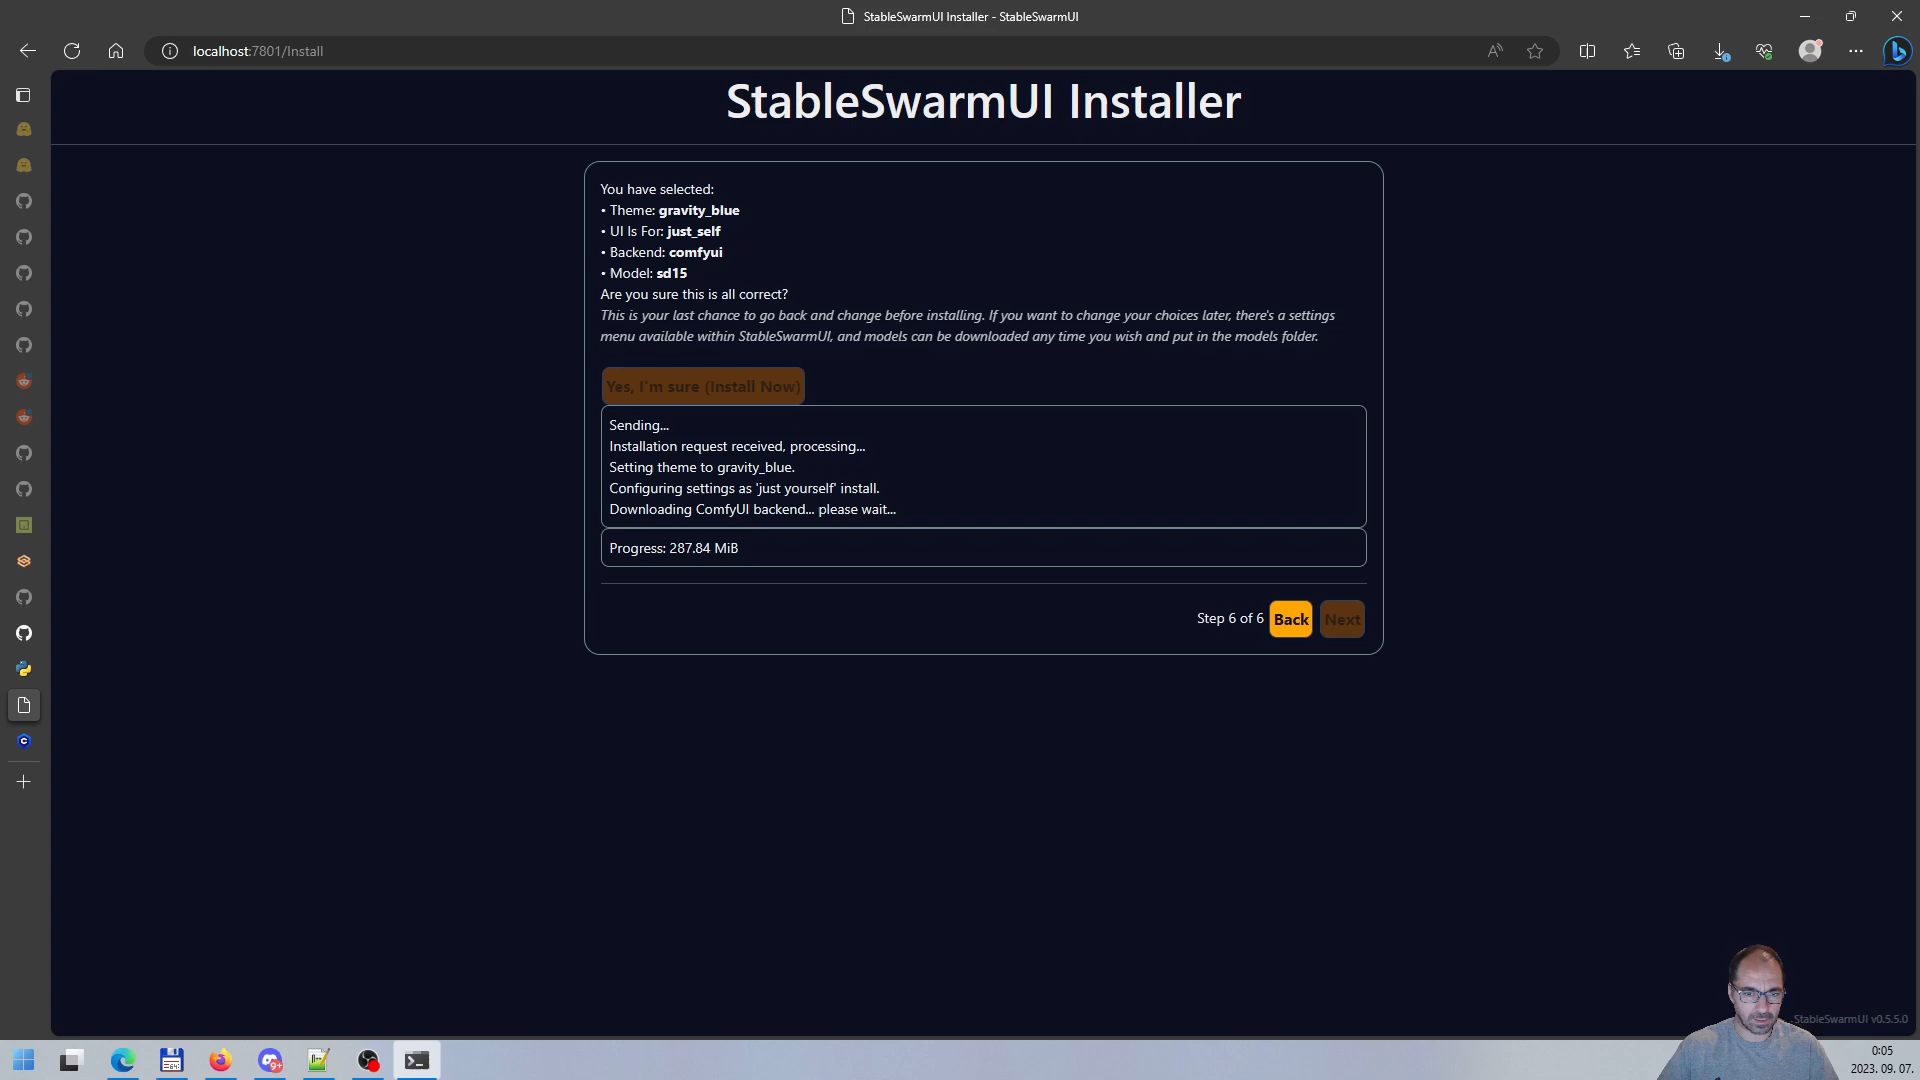 StableSwarmUI Installer - StableSwarmUI
localhost:7801/Install
StableSwarmUI Installer
You have selected:
• Theme: gravity_blue
• UI Is For: just_self
• Backend: comfyui
• Model: sd15
Are you sure this is all correct?
This is your last chance to go back and change before installing. If you want to change your choices later, there's a settings
menu available within StableSwarmUI, and models can be downloaded any time you wish and put in the models folder.
Yes, I'm sure (Install Now)
Sending...
Installation request received, processing...
Setting theme to gravity_blue.
Configuring settings as 'just yourself' install.
Downloading ComfyUI backend... please wait...
Progress: 287.84 MiB
Step 6 of 6 Back Next
StableSwarmUI v0.5.5.0
9+
0:05
2023. 09. 07.